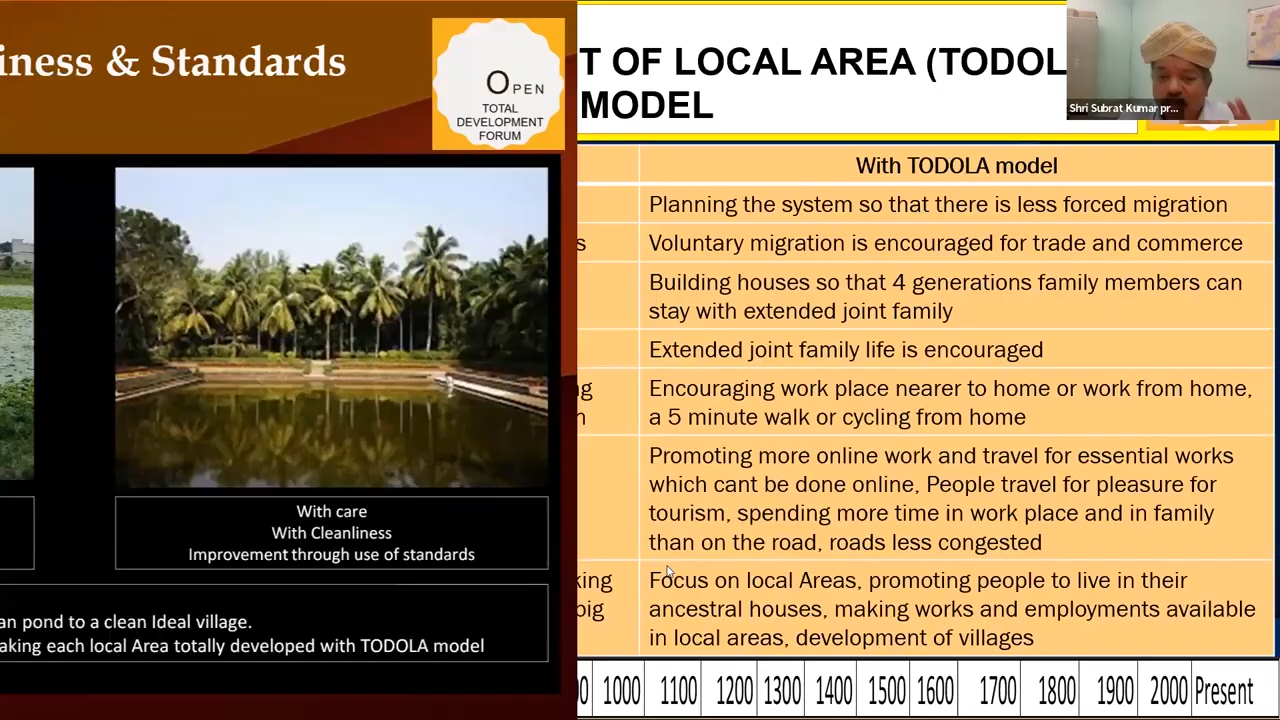 iness & Standards
OPEN
TOTAL
DEVELOPMENT
FORUM
With care
With Cleanliness
Improvement through use of standards
an pond to a clean Ideal village.
aking each local Area totally developed with TODOLA model
T OF LOCAL AREA (TODOL
MODEL
Shri Subrat Kumar pr...
With TODOLA model
Planning the system so that there is less forced migration
s
Voluntary migration is encouraged for trade and commerce
Building houses so that 4 generations family members can
stay with extended joint family
Extended joint family life is encouraged
ng
Encouraging work place nearer to home or work from home,
a 5 minute walk or cycling from home
Promoting more online work and travel for essential works
which cant be done online, People travel for pleasure for
tourism, spending more time in work place and in family
than on the road, roads less congested
king
big
Focus on local Areas, promoting people to live in their
ancestral houses, making works and employments available
in local areas, development of villages
1000 1100 1200 1300 1400 1500 1600 1700 1800 1900 2000 Present